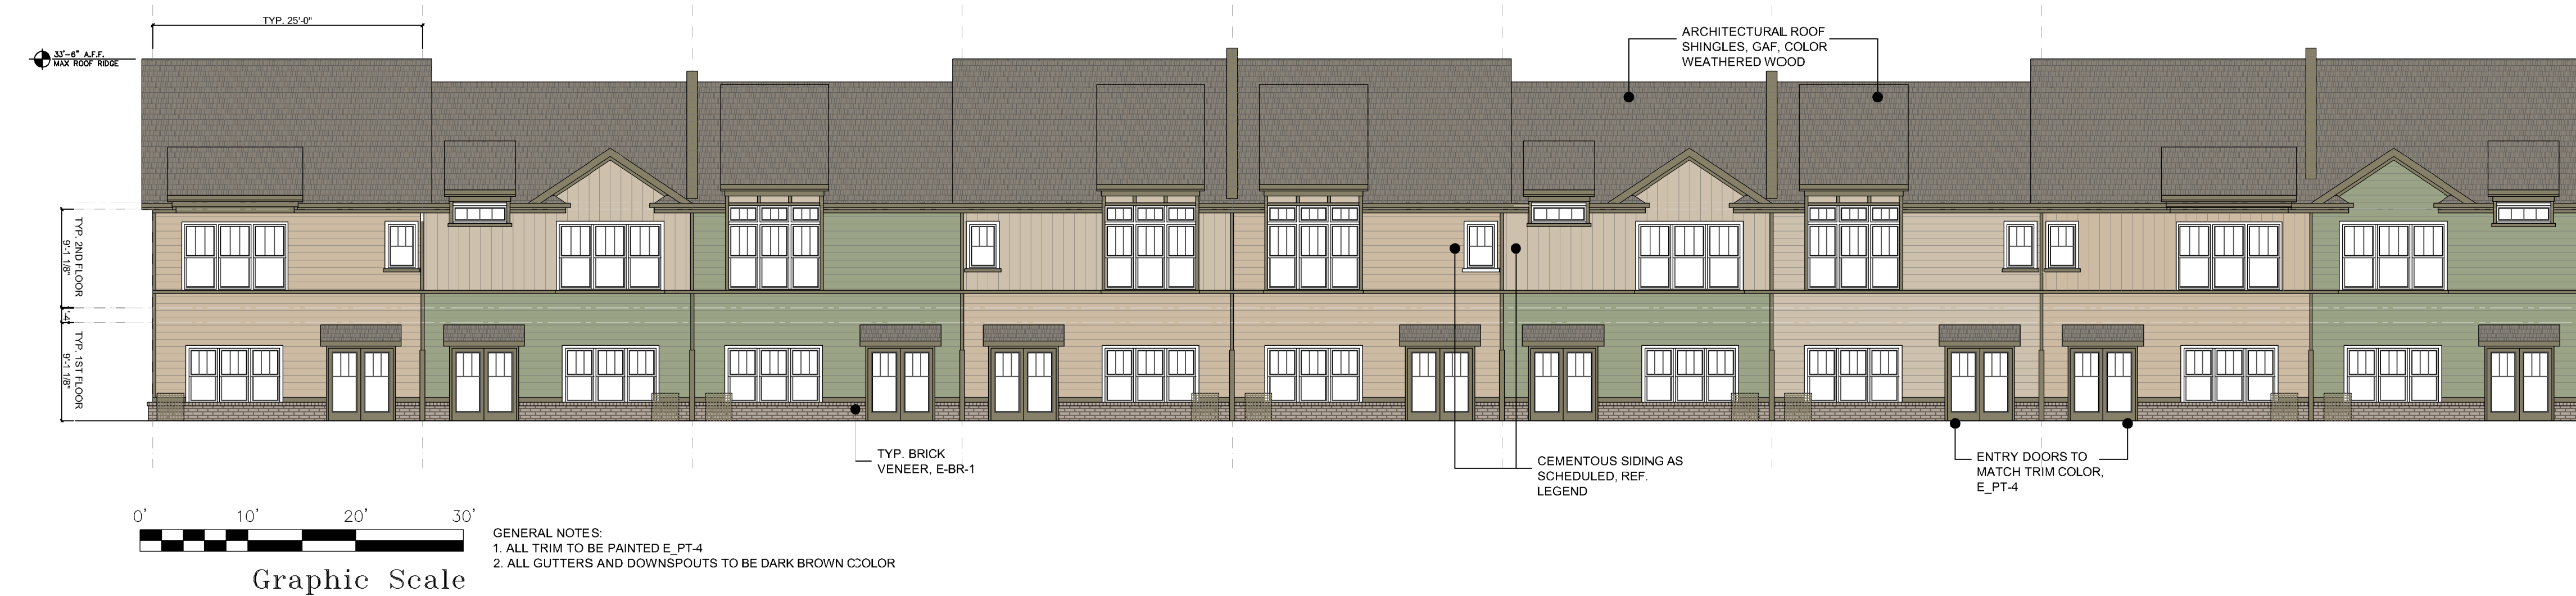 TYP. 25'-0"
33'-6" A.F.F.
MAX ROOF RIDGE
ARCHITECTURAL ROOF
SHINGLES, GAF, COLOR
WEATHERED WOOD
TYP. 2ND FLOOR
9'-1 1/8"
TYP. 1ST FLOOR
9'-1 1/8"
TYP. BRICK
VENEER, E-BR-1
CEMENTOUS SIDING AS
SCHEDULED, REF.
LEGEND
ENTRY DOORS TO
MATCH TRIM COLOR,
E_PT-4
0' 10' 20' 30'
Graphic Scale
GENERAL NOTES:
1. ALL TRIM TO BE PAINTED E_PT-4
2. ALL GUTTERS AND DOWNSPOUTS TO BE DARK BROWN COLOR